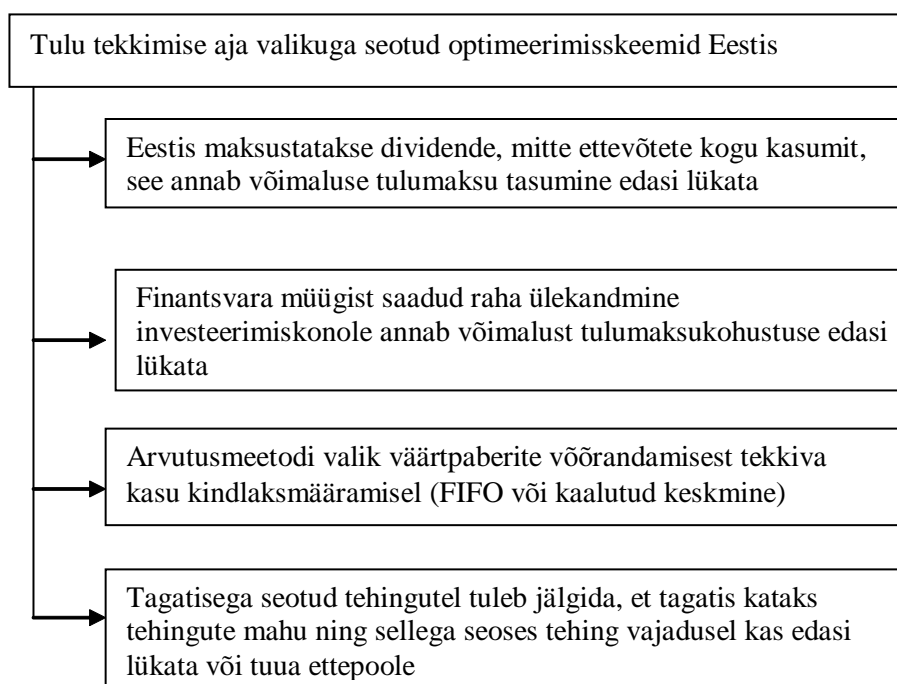 Tulu tekkimise aja valikuga seotud optimeerimisskeemid Eestis
Eestis maksustatakse dividende, mitte ettevõtete kogu kasumit,
see annab võimaluse tulumaksu tasumine edasi lükata
Finantsvara müügist saadud raha ülekandmine
investeerimiskonole annab võimalust tulumaksukohustuse edasi
lükata
Arvutusmeetodi valik väärtpaberite võõrandamisest tekkiva
kasu kindlaksmääramisel (FIFO või kaalutud keskmine)
Tagatisega seotud tehingutel tuleb jälgida, et tagatis kataks
tehingute mahu ning sellega seoses tehing vajadusel kas edasi
lükata või tuua ettepoole